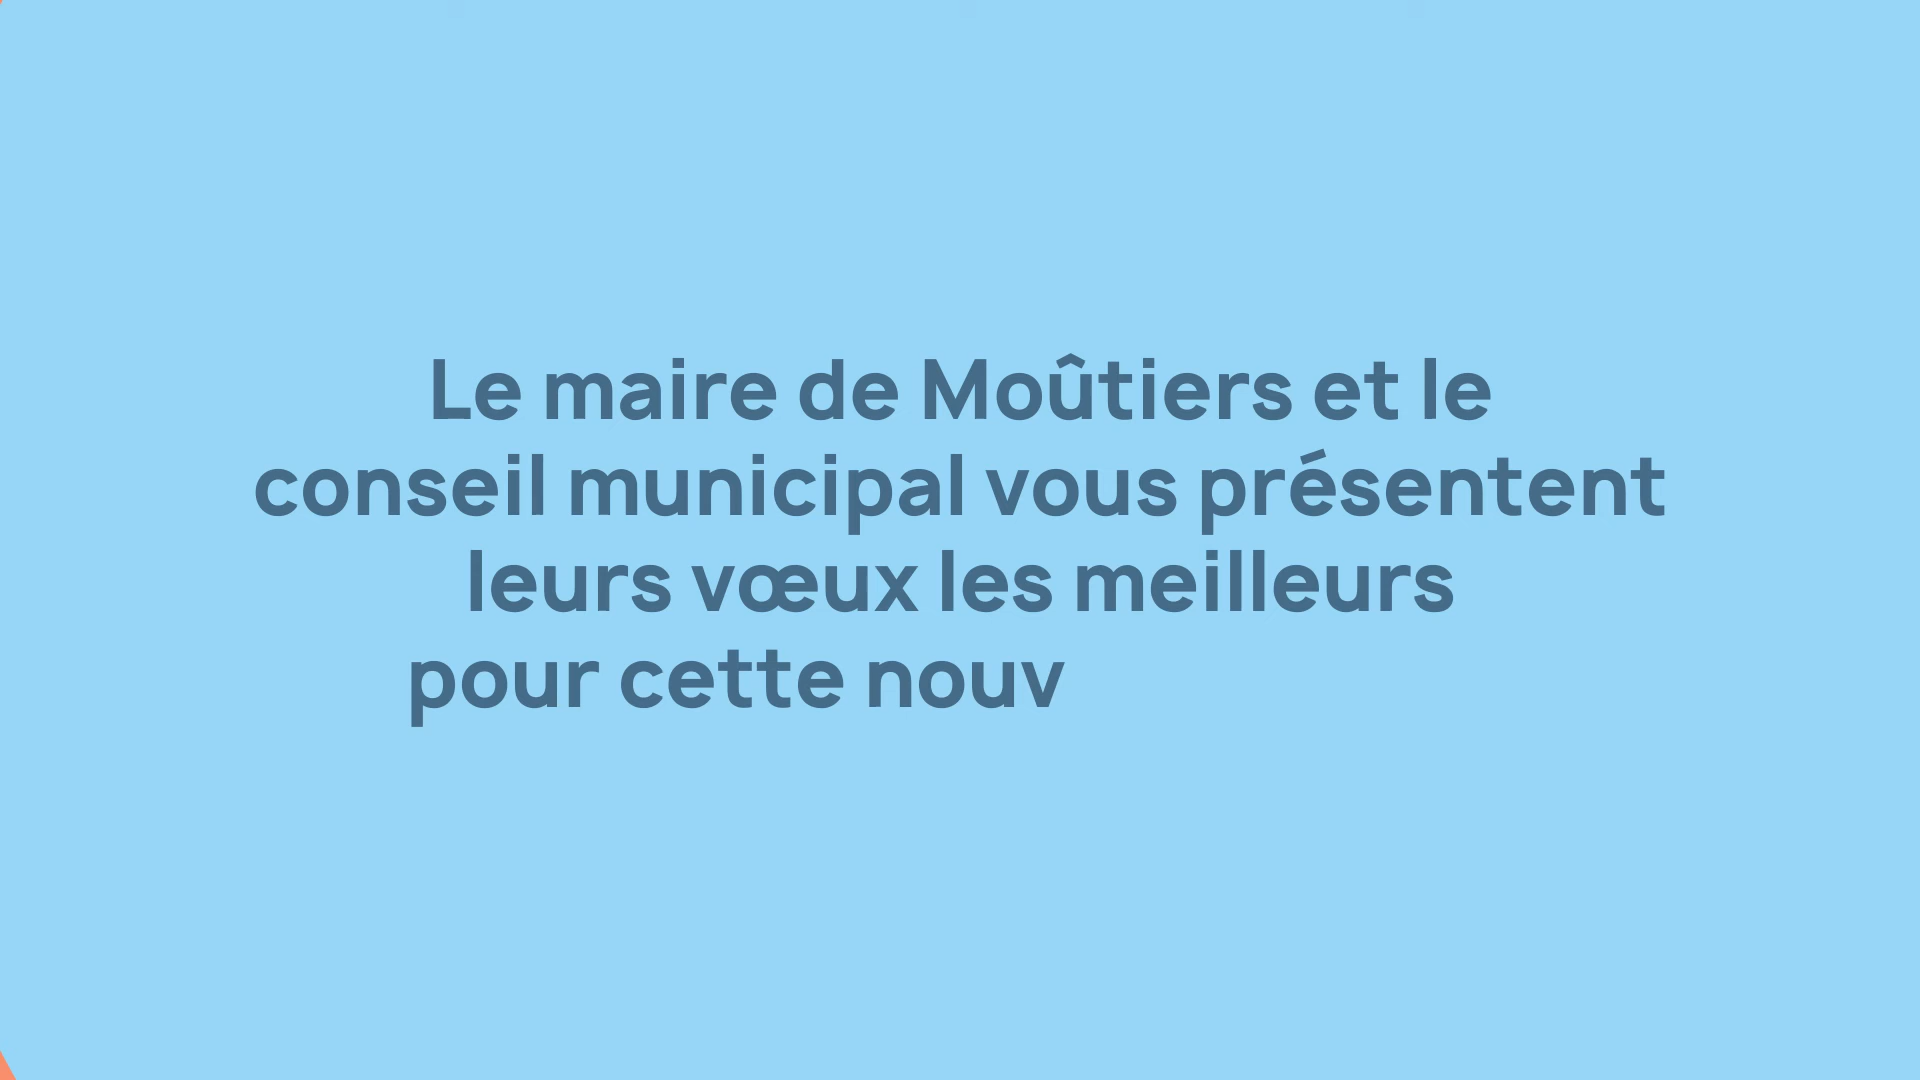 Le maire de Moûtiers et le
conseil municipal vous présentent
leurs vœux les meilleurs
pour cette nouv